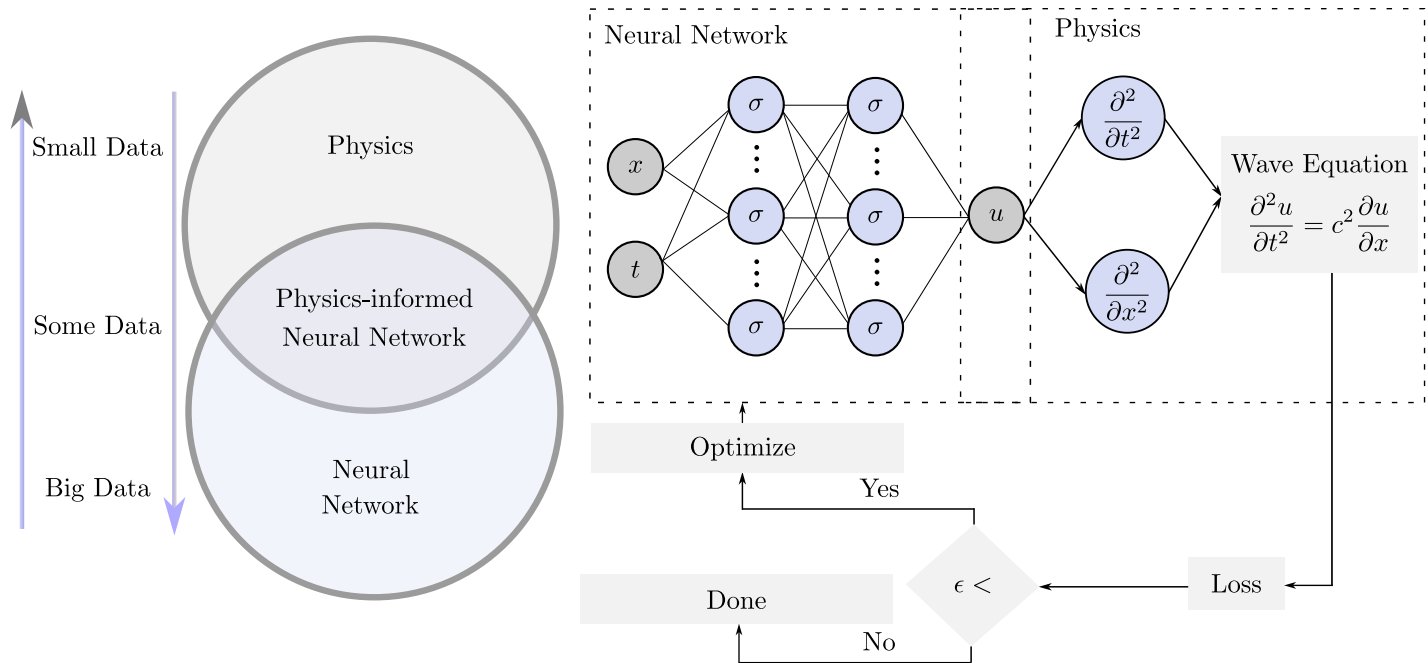 Small Data
Some Data
Big Data
Physics
Physics-informed
Neural Network
Neural
Network
Neural Network
x
t
σ
σ
σ
σ
σ
σ
u
Physics
∂²/∂t²
∂²/∂x²
Wave Equation
∂²u/∂t² = c² ∂u/∂x
Optimize
Yes
ϵ <
Loss
Done
No